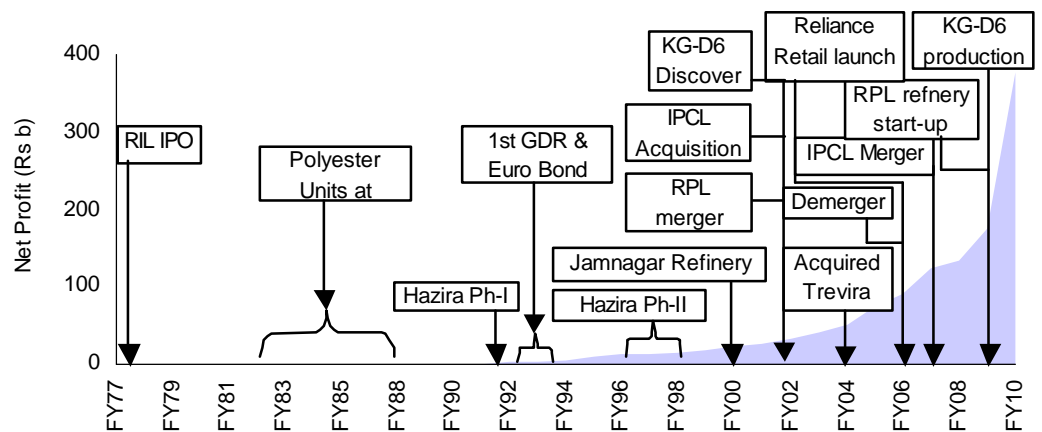 Net Profit (Rs b)
400
300
200
100
0
RIL IPO
Polyester
Units at
Hazira Ph-I
1st GDR &
Euro Bond
Hazira Ph-II
Jamnagar Refinery
KG-D6
Discover
IPCL
Acquisition
RPL
merger
Reliance
Retail launch
IPCL Merger
Demerger
Acquired
Trevira
KG-D6
production
RPL refnery
start-up
FY77
FY79
FY81
FY83
FY85
FY88
FY90
FY92
FY94
FY96
FY98
FY00
FY02
FY04
FY06
FY08
FY10